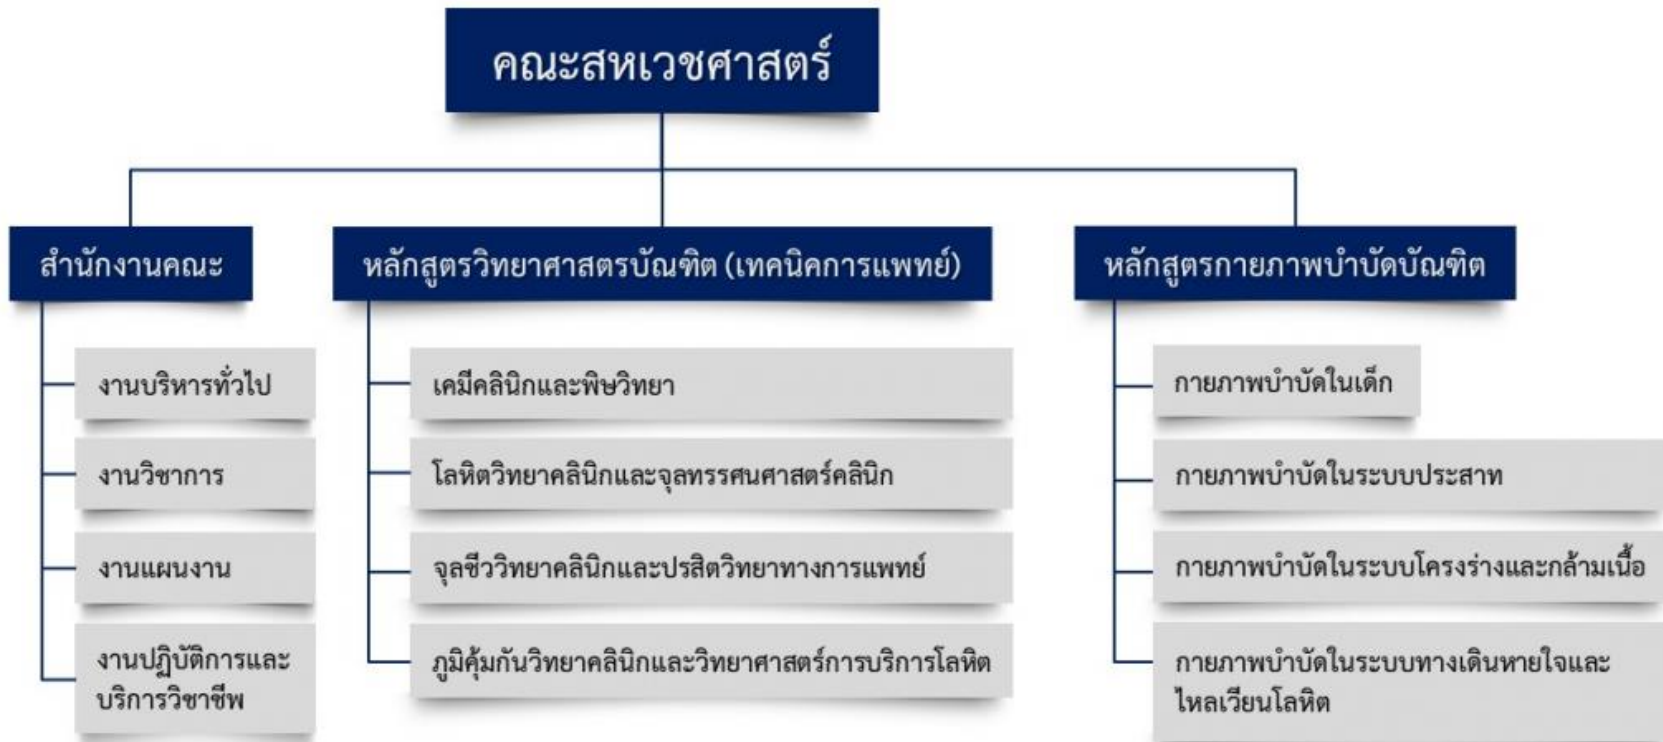 คณะสหเวชศาสตร์
สำนักงานคณะ
งานบริหารทั่วไป
งานวิชาการ
งานแผนงาน
งานปฏิบัติการและ
บริการวิชาชีพ
หลักสูตรวิทยาศาสตรบัณฑิต (เทคนิคการแพทย์)
เคมีคลินิกและพิษวิทยา
โลหิตวิทยาคลินิกและจุลทรรศนศาสตร์คลินิก
จุลชีววิทยาคลินิกและปรสิตวิทยาทางการแพทย์
ภูมิคุ้มกันวิทยาคลินิกและวิทยาศาสตร์การบริการโลหิต
หลักสูตรกายภาพบำบัดบัณฑิต
กายภาพบำบัดในเด็ก
กายภาพบำบัดในระบบประสาท
กายภาพบำบัดในระบบโครงร่างและกล้ามเนื้อ
กายภาพบำบัดในระบบทางเดินหายใจและ
ไหลเวียนโลหิต